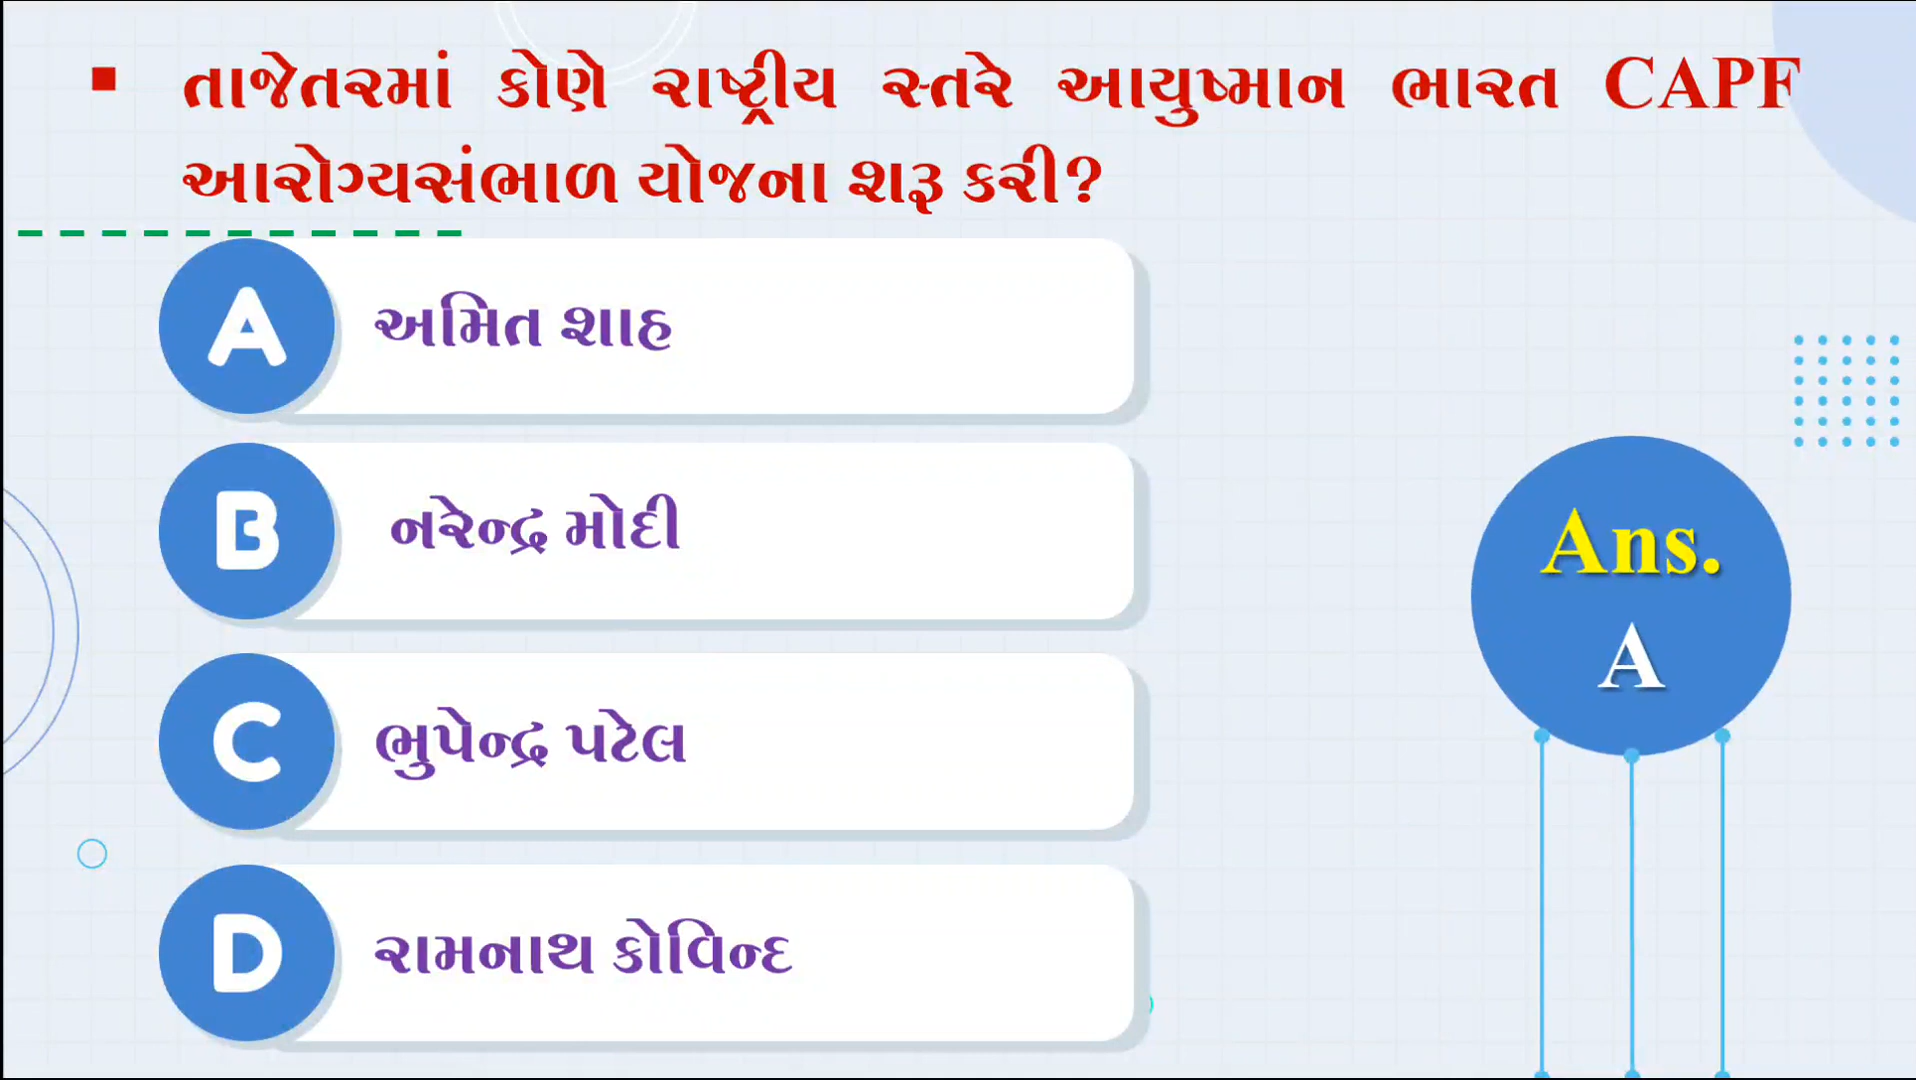 ▪ તાજેતરમાં કોણે રાષ્ટ્રીય સ્તરે આયુષ્માન ભારત CAPF
આરોગ્યસંભાળ યોજના શરૂ કરી?
A અમિત શાહ
B નરેન્દ્ર મોદી
C ભુપેન્દ્ર પટેલ
D રામનાથ કોવિન્દ
Ans.
A